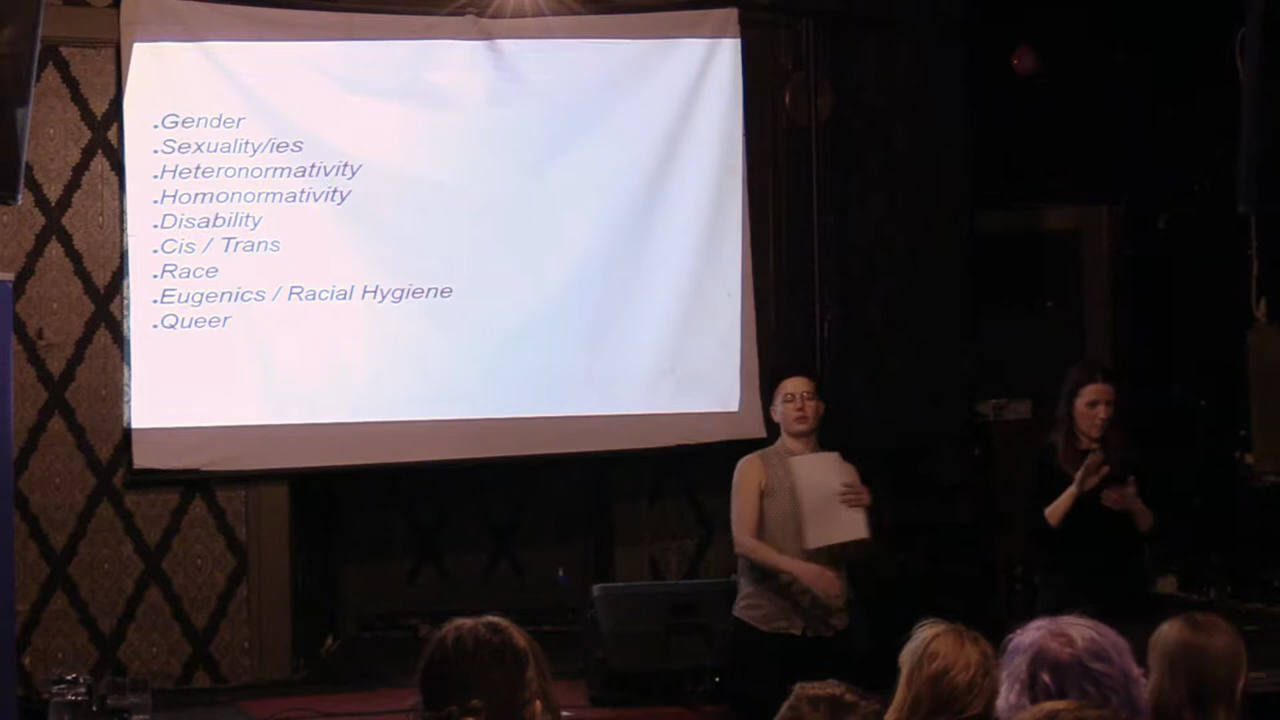 .Gender
.Sexuality/ies
.Heteronormativity
.Homonormativity
.Disability
.Cis / Trans
.Race
.Eugenics / Racial Hygiene
.Queer